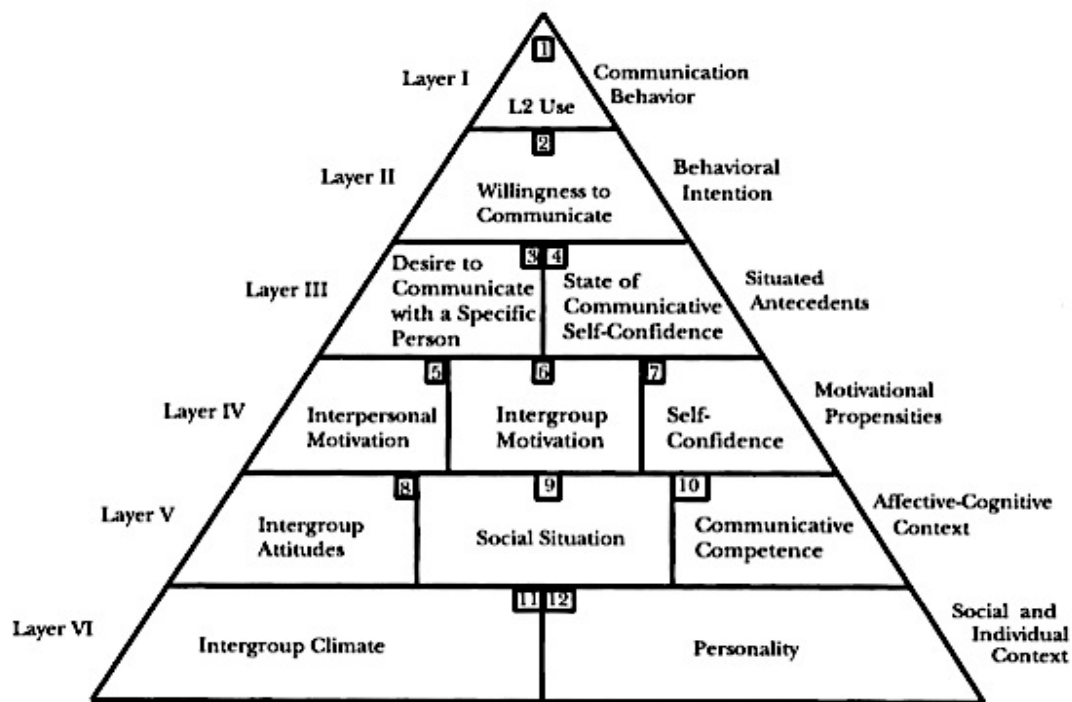 1
Layer I
Communication
Behavior
L2 Use
2
Layer II
Behavioral
Intention
Willingness to
Communicate
3 4
Layer III
Desire to
Communicate
with a Specific
Person
State of
Communicative
Self-Confidence
Situated
Antecedents
5 6 7
Layer IV
Interpersonal
Motivation
Intergroup
Motivation
Self-
Confidence
Motivational
Propensities
8 9 10
Layer V
Intergroup
Attitudes
Social Situation
Communicative
Competence
Affective-Cognitive
Context
11 12
Layer VI
Intergroup Climate
Personality
Social and
Individual
Context